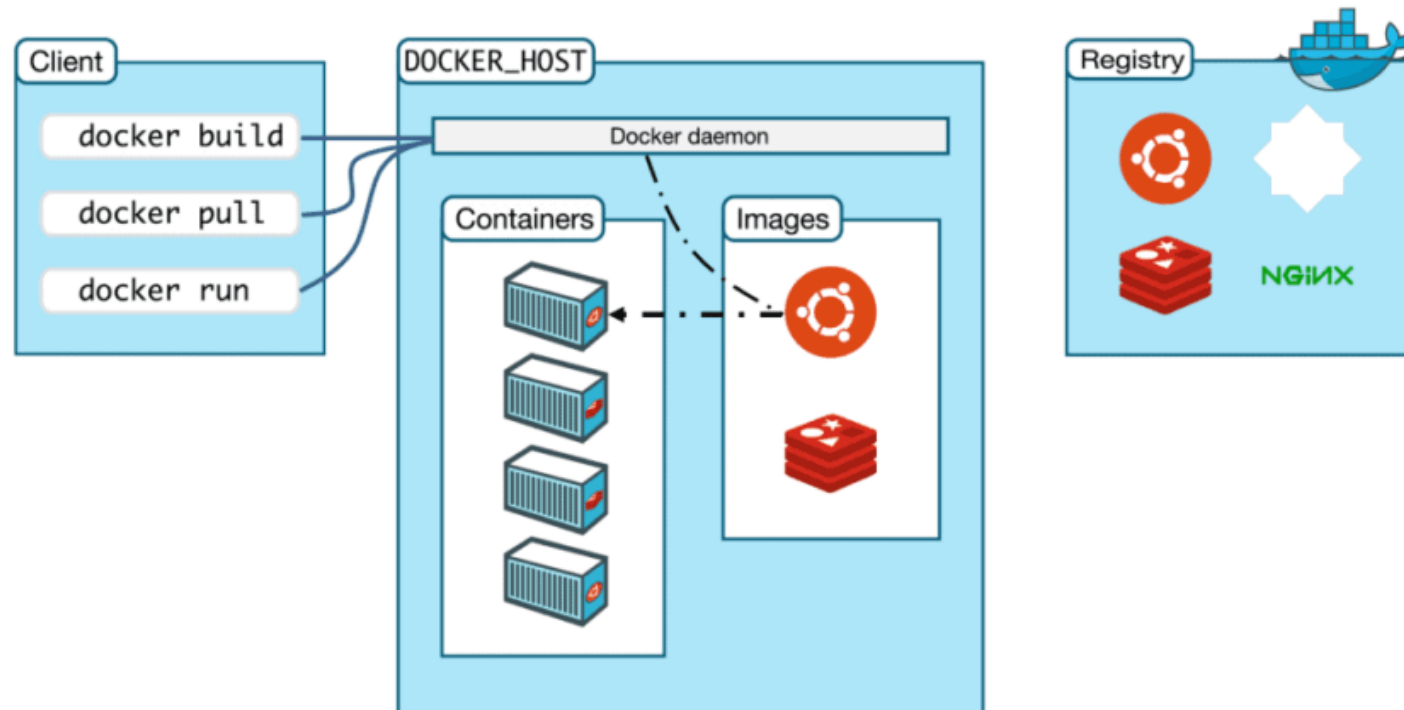 Client
docker build
docker pull
docker run
DOCKER_HOST
Docker daemon
Containers
Images
Registry
NGINX